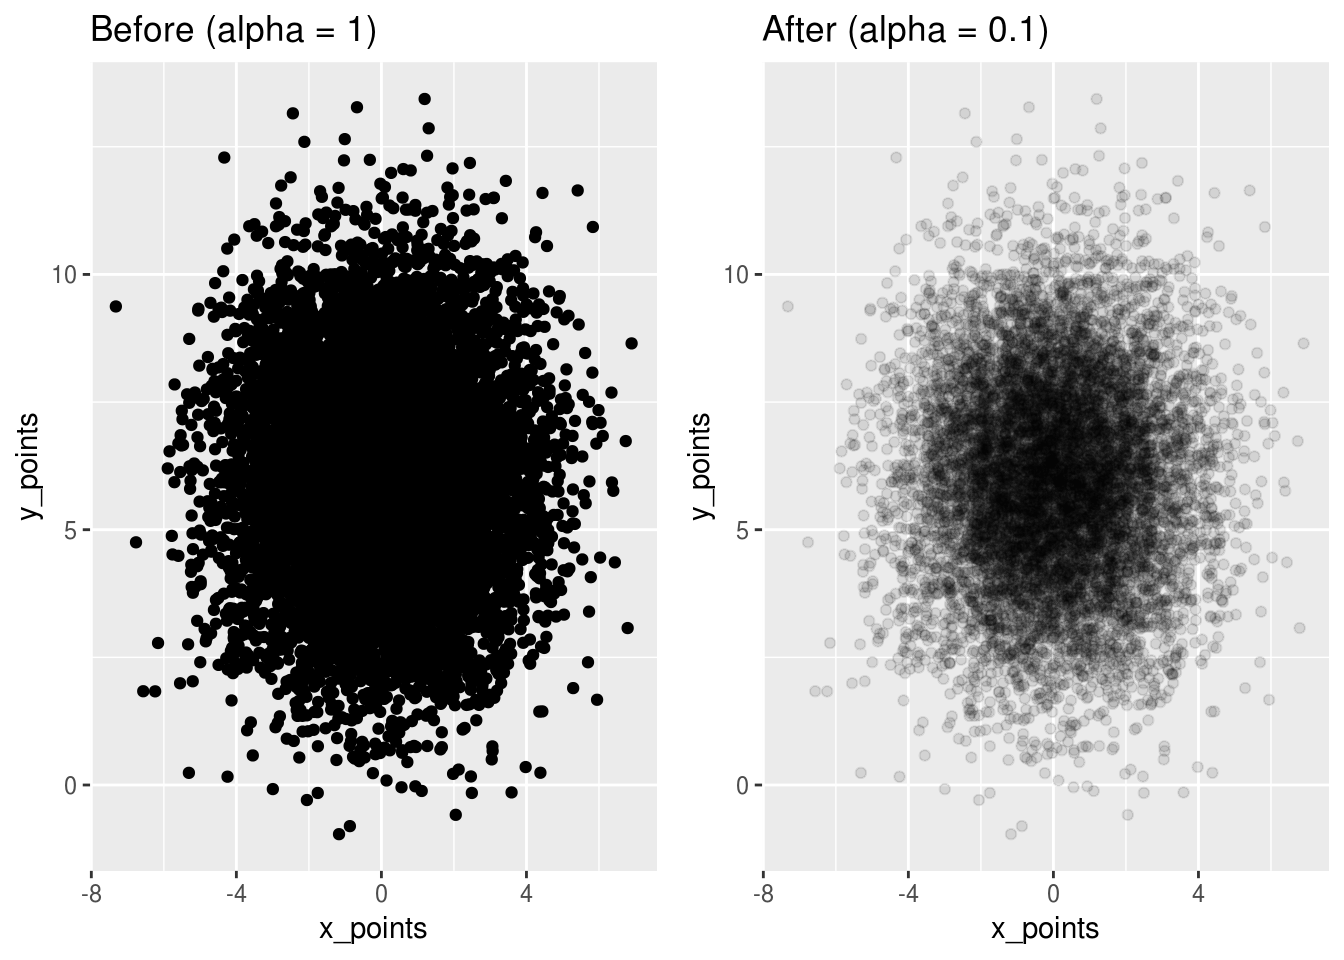 Before (alpha = 1)
y_points
10
5
0
-8 -4 0 4
x_points
After (alpha = 0.1)
y_points
10
5
0
-8 -4 0 4
x_points